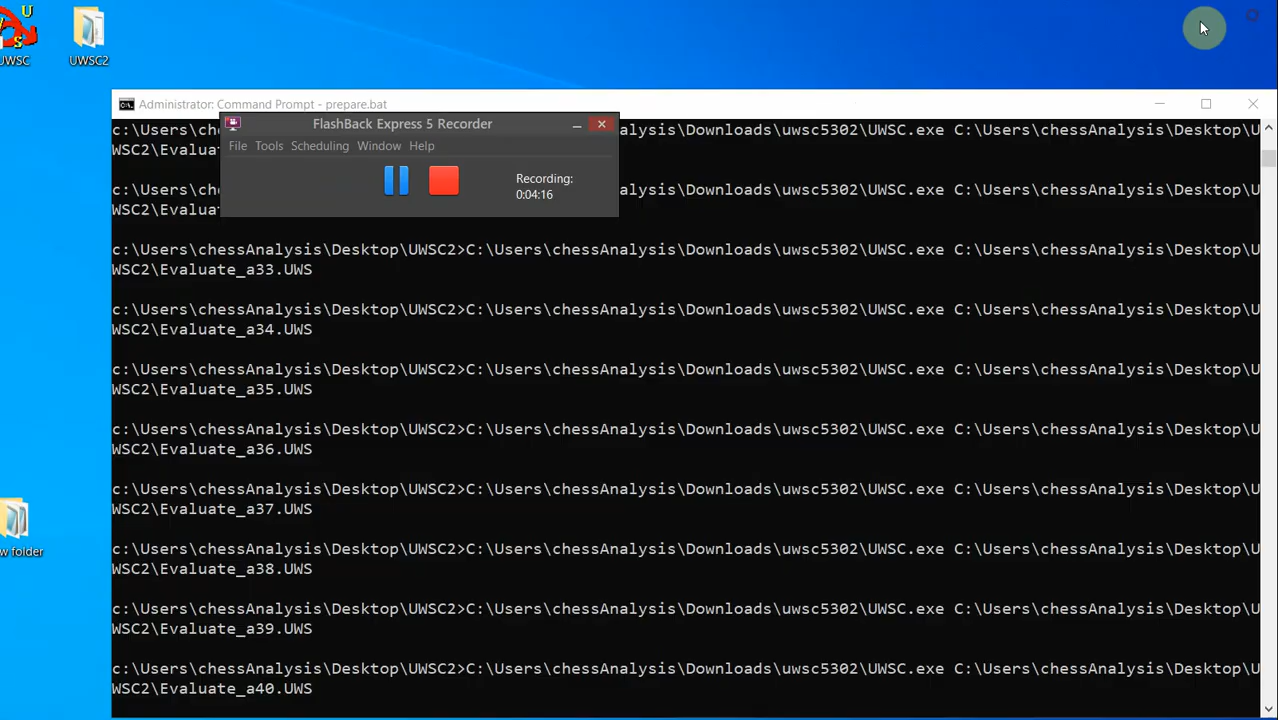 U
S
UWSC
UWSC2
Administrator: Command Prompt - prepare.bat
FlashBack Express 5 Recorder
File Tools Scheduling Window Help
Recording:
0:04:16
c:\Users\che alysis\Downloads\uwsc5302\UWSC.exe C:\Users\chessAnalysis\Desktop\U
WSC2\Evalua
c:\Users\che alysis\Downloads\uwsc5302\UWSC.exe C:\Users\chessAnalysis\Desktop\U
WSC2\Evalua
c:\Users\chessAnalysis\Desktop\UWSC2>C:\Users\chessAnalysis\Downloads\uwsc5302\UWSC.exe C:\Users\chessAnalysis\Desktop\U
WSC2\Evaluate_a33.UWS
c:\Users\chessAnalysis\Desktop\UWSC2>C:\Users\chessAnalysis\Downloads\uwsc5302\UWSC.exe C:\Users\chessAnalysis\Desktop\U
WSC2\Evaluate_a34.UWS
c:\Users\chessAnalysis\Desktop\UWSC2>C:\Users\chessAnalysis\Downloads\uwsc5302\UWSC.exe C:\Users\chessAnalysis\Desktop\U
WSC2\Evaluate_a35.UWS
c:\Users\chessAnalysis\Desktop\UWSC2>C:\Users\chessAnalysis\Downloads\uwsc5302\UWSC.exe C:\Users\chessAnalysis\Desktop\U
WSC2\Evaluate_a36.UWS
c:\Users\chessAnalysis\Desktop\UWSC2>C:\Users\chessAnalysis\Downloads\uwsc5302\UWSC.exe C:\Users\chessAnalysis\Desktop\U
WSC2\Evaluate_a37.UWS
c:\Users\chessAnalysis\Desktop\UWSC2>C:\Users\chessAnalysis\Downloads\uwsc5302\UWSC.exe C:\Users\chessAnalysis\Desktop\U
WSC2\Evaluate_a38.UWS
w folder
c:\Users\chessAnalysis\Desktop\UWSC2>C:\Users\chessAnalysis\Downloads\uwsc5302\UWSC.exe C:\Users\chessAnalysis\Desktop\U
WSC2\Evaluate_a39.UWS
c:\Users\chessAnalysis\Desktop\UWSC2>C:\Users\chessAnalysis\Downloads\uwsc5302\UWSC.exe C:\Users\chessAnalysis\Desktop\U
WSC2\Evaluate_a40.UWS